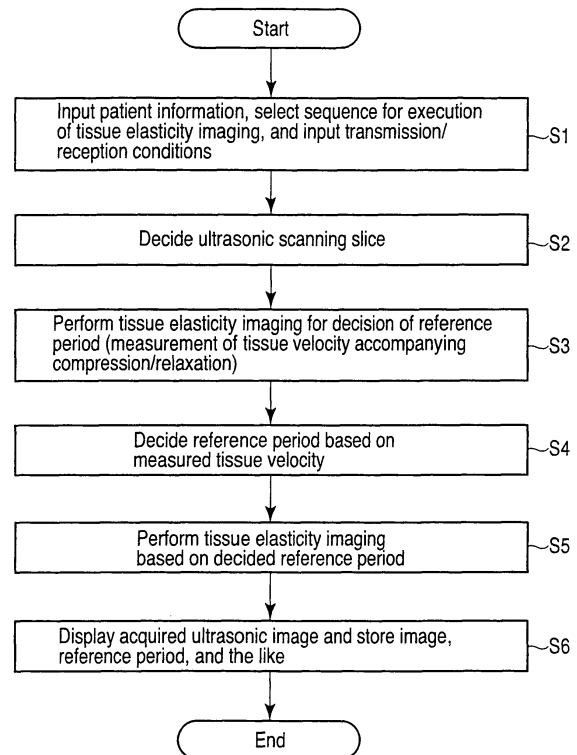 Start
Input patient information, select sequence for execution
of tissue elasticity imaging, and input transmission/
reception conditions
S1
Decide ultrasonic scanning slice
S2
Perform tissue elasticity imaging for decision of reference
period (measurement of tissue velocity accompanying
compression/relaxation)
S3
Decide reference period based on
measured tissue velocity
S4
Perform tissue elasticity imaging
based on decided reference period
S5
Display acquired ultrasonic image and store image,
reference period, and the like
S6
End